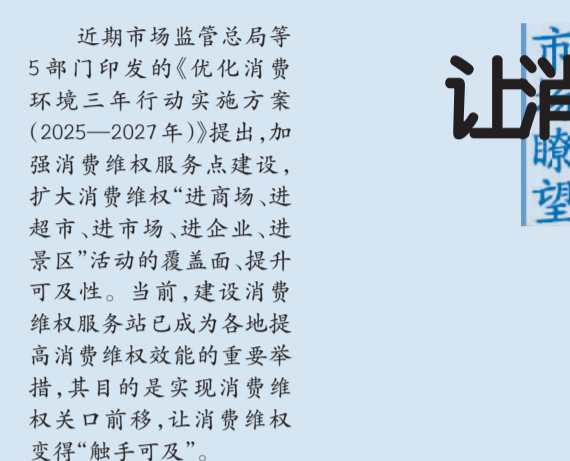 近期市场监管总局等
5部门印发的《优化消费
环境三年行动实施方案
(2025—2027年)》提出,加
强消费维权服务点建设,
扩大消费维权“进商场、进
超市、进市场、进企业、进
景区”活动的覆盖面、提升
可及性。当前,建设消费
维权服务站已成为各地提
高消费维权效能的重要举
措,其目的是实现消费维
权关口前移,让消费维权
变得“触手可及”。
让消
市场瞭望